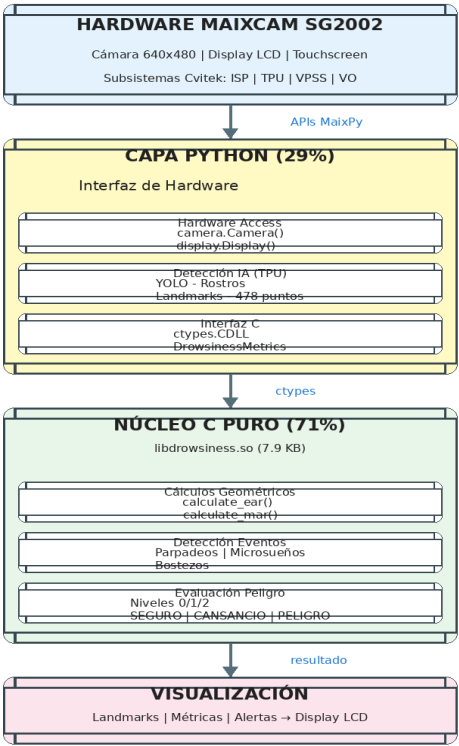 HARDWARE MAIXCAM SG2002
Cámara 640x480 | Display LCD | Touchscreen
Subsistemas Cvitek: ISP | TPU | VPSS | VO
APIs MaixPy
CAPA PYTHON (29%)
Interfaz de Hardware
Hardware Access
camera.Camera()
display.Display()
Detección IA (TPU)
YOLO - Rostros
Landmarks - 478 puntos
Interfaz C
ctypes.CDLL
DrowsinessMetrics
ctypes
NÚCLEO C PURO (71%)
libdrowsiness.so (7.9 KB)
Cálculos Geométricos
calculate_ear()
calculate_mar()
Detección Eventos
Parpadeos | Microsueños
Bostezos
Evaluación Peligro
Niveles 0/1/2
SEGURO | CANSANCIO | PELIGRO
resultado
VISUALIZACIÓN
Landmarks | Métricas | Alertas → Display LCD